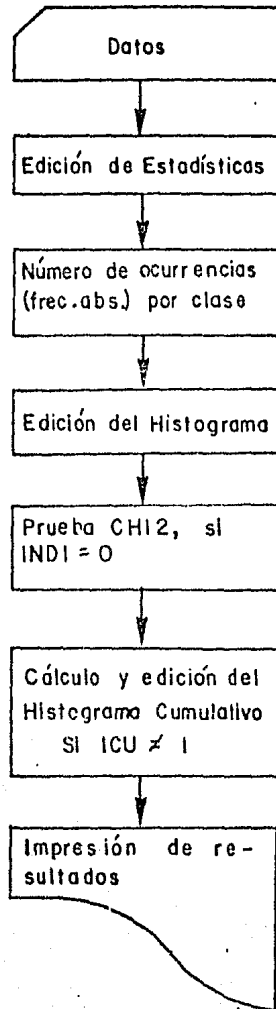 Datos
Edición de Estadísticas
Número de ocurrencias
(frec.abs.) por clase
Edición del Histograma
Prueba CHI2, si
INDI = 0
Cálculo y edición del
Histograma Cumulativo
SI ICU ≠ 1
Impresión de re-
sultados